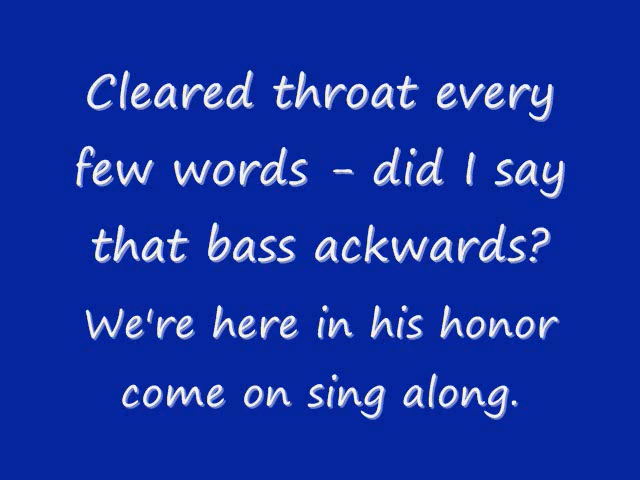 Cleared throat every
few words - did I say
that bass ackwards?
We're here in his honor
come on sing along.